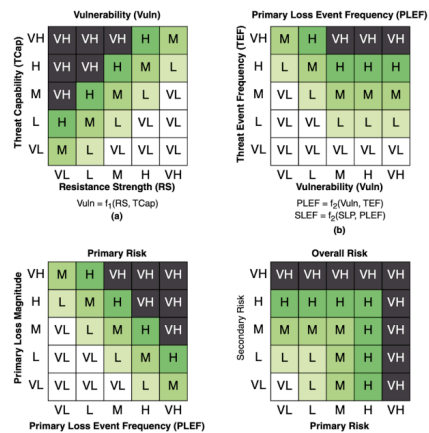 Vulnerability (Vuln)
Threat Capability (TCap)
VH VH VH VH H M
H VH VH H M L
M VH H M L VL
L H M L VL VL
VL M L VL VL VL
VL L M H VH
Resistance Strength (RS)
Vuln = f1(RS, TCap)
(a)
Primary Loss Event Frequency (PLEF)
Threat Event Frequency (TEF)
VH M H VH VH VH
H L M H H H
M VL L M M M
L VL VL L L L
VL VL VL VL VL VL
VL L M H VH
Vulnerability (Vuln)
PLEF = f2(Vuln, TEF)
SLEF = f2(SLP, PLEF)
(b)
Primary Risk
Primary Loss Magnitude
VH M H VH VH VH
H L M H VH VH
M VL L M H VH
L VL VL L M H
VL VL VL VL L M
VL L M H VH
Primary Loss Event Frequency (PLEF)
Overall Risk
Secondary Risk
VH VH VH VH VH VH
H H H H H VH
M M M M H VH
L L L M H VH
VL VL L M H VH
VL L M H VH
Primary Risk